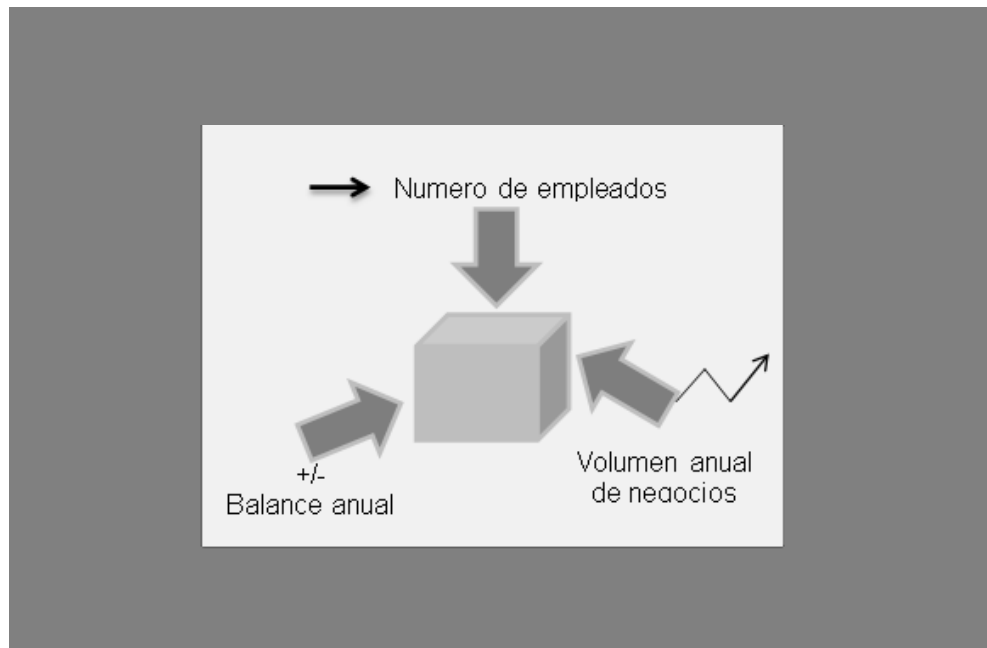 Numero de empleados
+/-
Balance anual
Volumen anual
de negocios